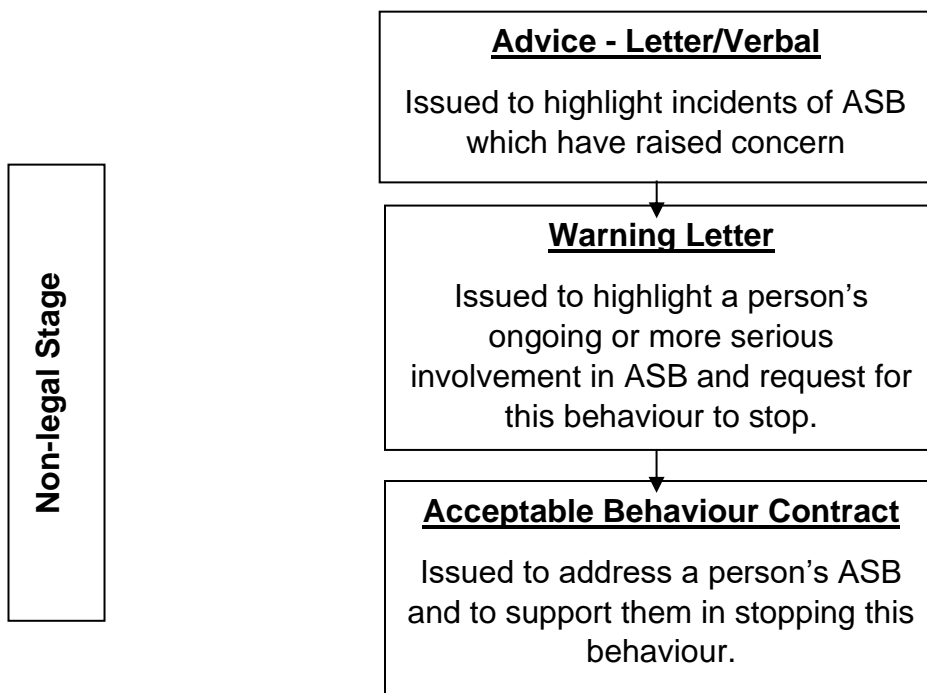 Advice - Letter/Verbal
Issued to highlight incidents of ASB
which have raised concern
Non-legal Stage
Warning Letter
Issued to highlight a person’s
ongoing or more serious
involvement in ASB and request for
this behaviour to stop.
Acceptable Behaviour Contract
Issued to address a person’s ASB
and to support them in stopping this
behaviour.